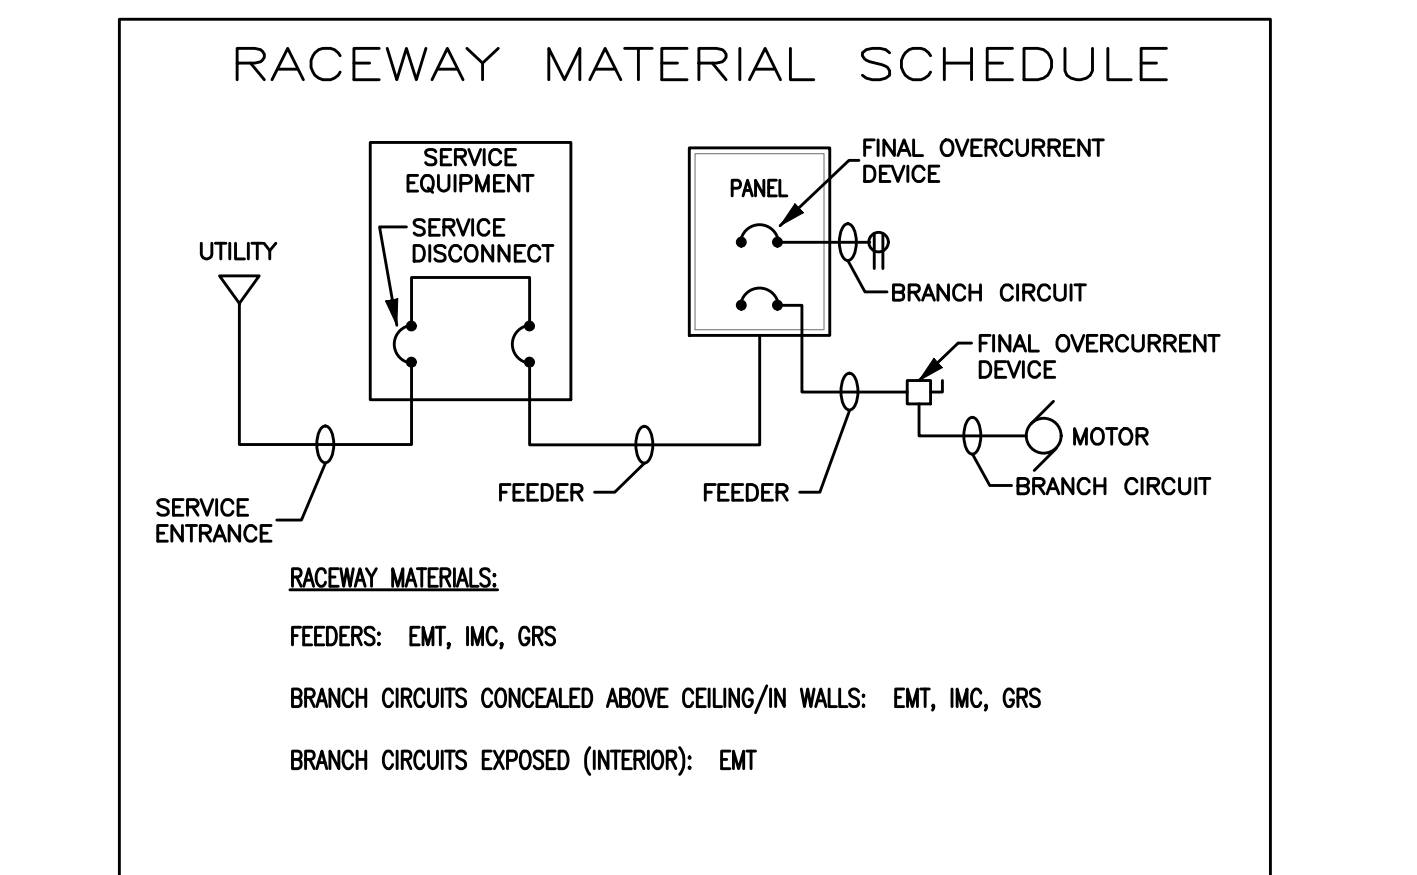 RACEWAY MATERIAL SCHEDULE
SERVICE
EQUIPMENT
SERVICE
DISCONNECT
UTILITY
PANEL
FINAL OVERCURRENT
DEVICE
BRANCH CIRCUIT
FINAL OVERCURRENT
DEVICE
MOTOR
BRANCH CIRCUIT
FEEDER
FEEDER
SERVICE
ENTRANCE
RACEWAY MATERIALS:
FEEDERS: EMT, IMC, GRS
BRANCH CIRCUITS CONCEALED ABOVE CEILING/IN WALLS: EMT, IMC, GRS
BRANCH CIRCUITS EXPOSED (INTERIOR): EMT